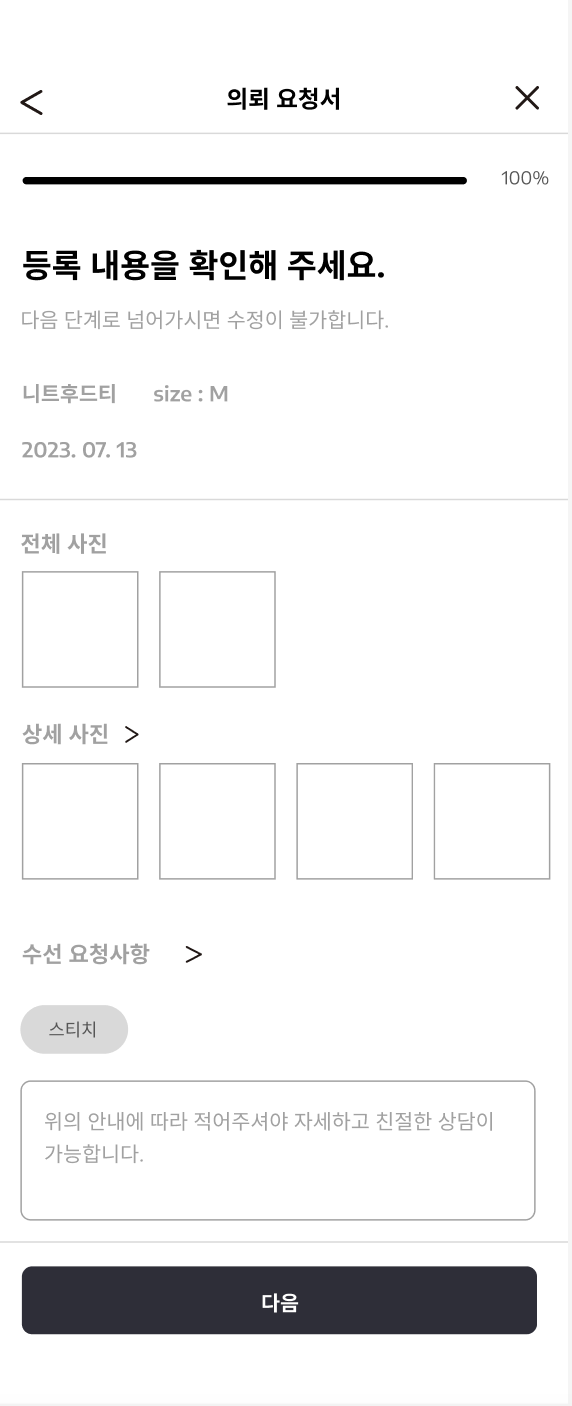 < 의뢰 요청서 ×
100%
등록 내용을 확인해 주세요.
다음 단계로 넘어가시면 수정이 불가합니다.
니트후드티 size : M
2023. 07. 13
전체 사진
상세 사진 >
수선 요청사항 >
스티치
위의 안내에 따라 적어주셔야 자세하고 친절한 상담이
가능합니다.
다음